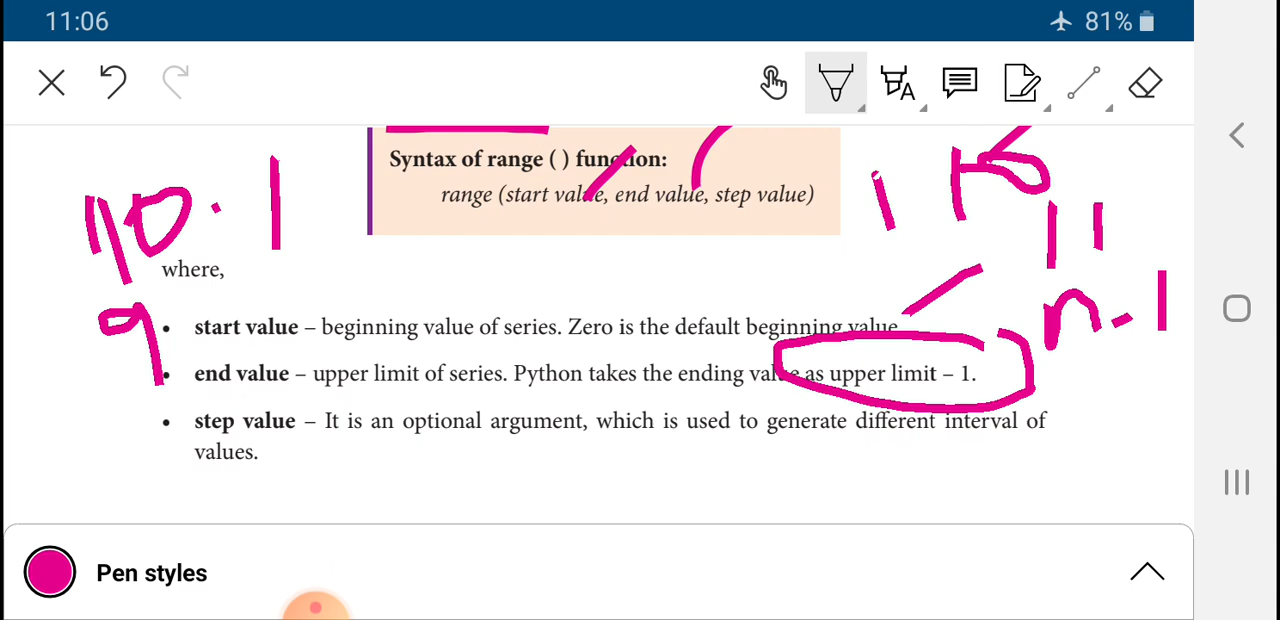 11:06
81%
Syntax of range ( ) function:
range (start value, end value, step value)
10 - 1
n - 1
9
where,
• start value – beginning value of series. Zero is the default beginning value.
• end value – upper limit of series. Python takes the ending value as upper limit – 1.
• step value – It is an optional argument, which is used to generate different interval of
values.
Pen styles